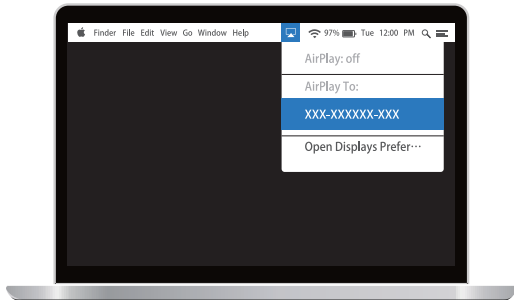 Finder File Edit View Go Window Help 97% Tue 12:00 PM
AirPlay: off
AirPlay To:
XXX-XXXXXX-XXX
Open Displays Prefer···